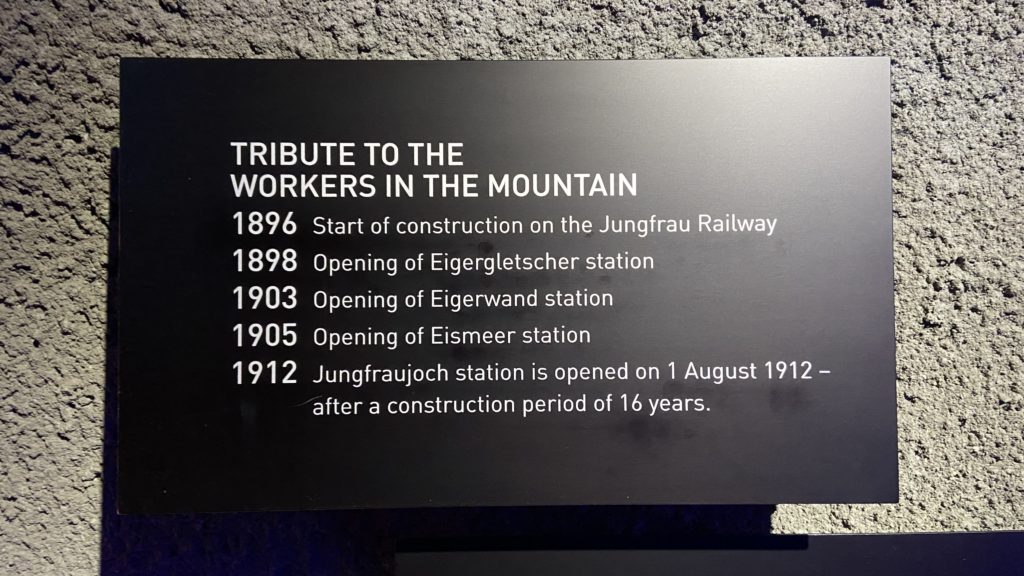 TRIBUTE TO THE
WORKERS IN THE MOUNTAIN
1896 Start of construction on the Jungfrau Railway
1898 Opening of Eigergletscher station
1903 Opening of Eigerwand station
1905 Opening of Eismeer station
1912 Jungfraujoch station is opened on 1 August 1912 –
after a construction period of 16 years.